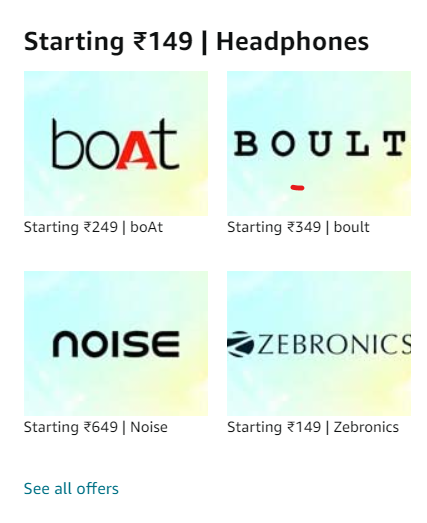 Starting ₹149 | Headphones
boAt
BOULT
Starting ₹249 | boAt
Starting ₹349 | boult
NOISE
ZEBRONICS
Starting ₹649 | Noise
Starting ₹149 | Zebronics
See all offers